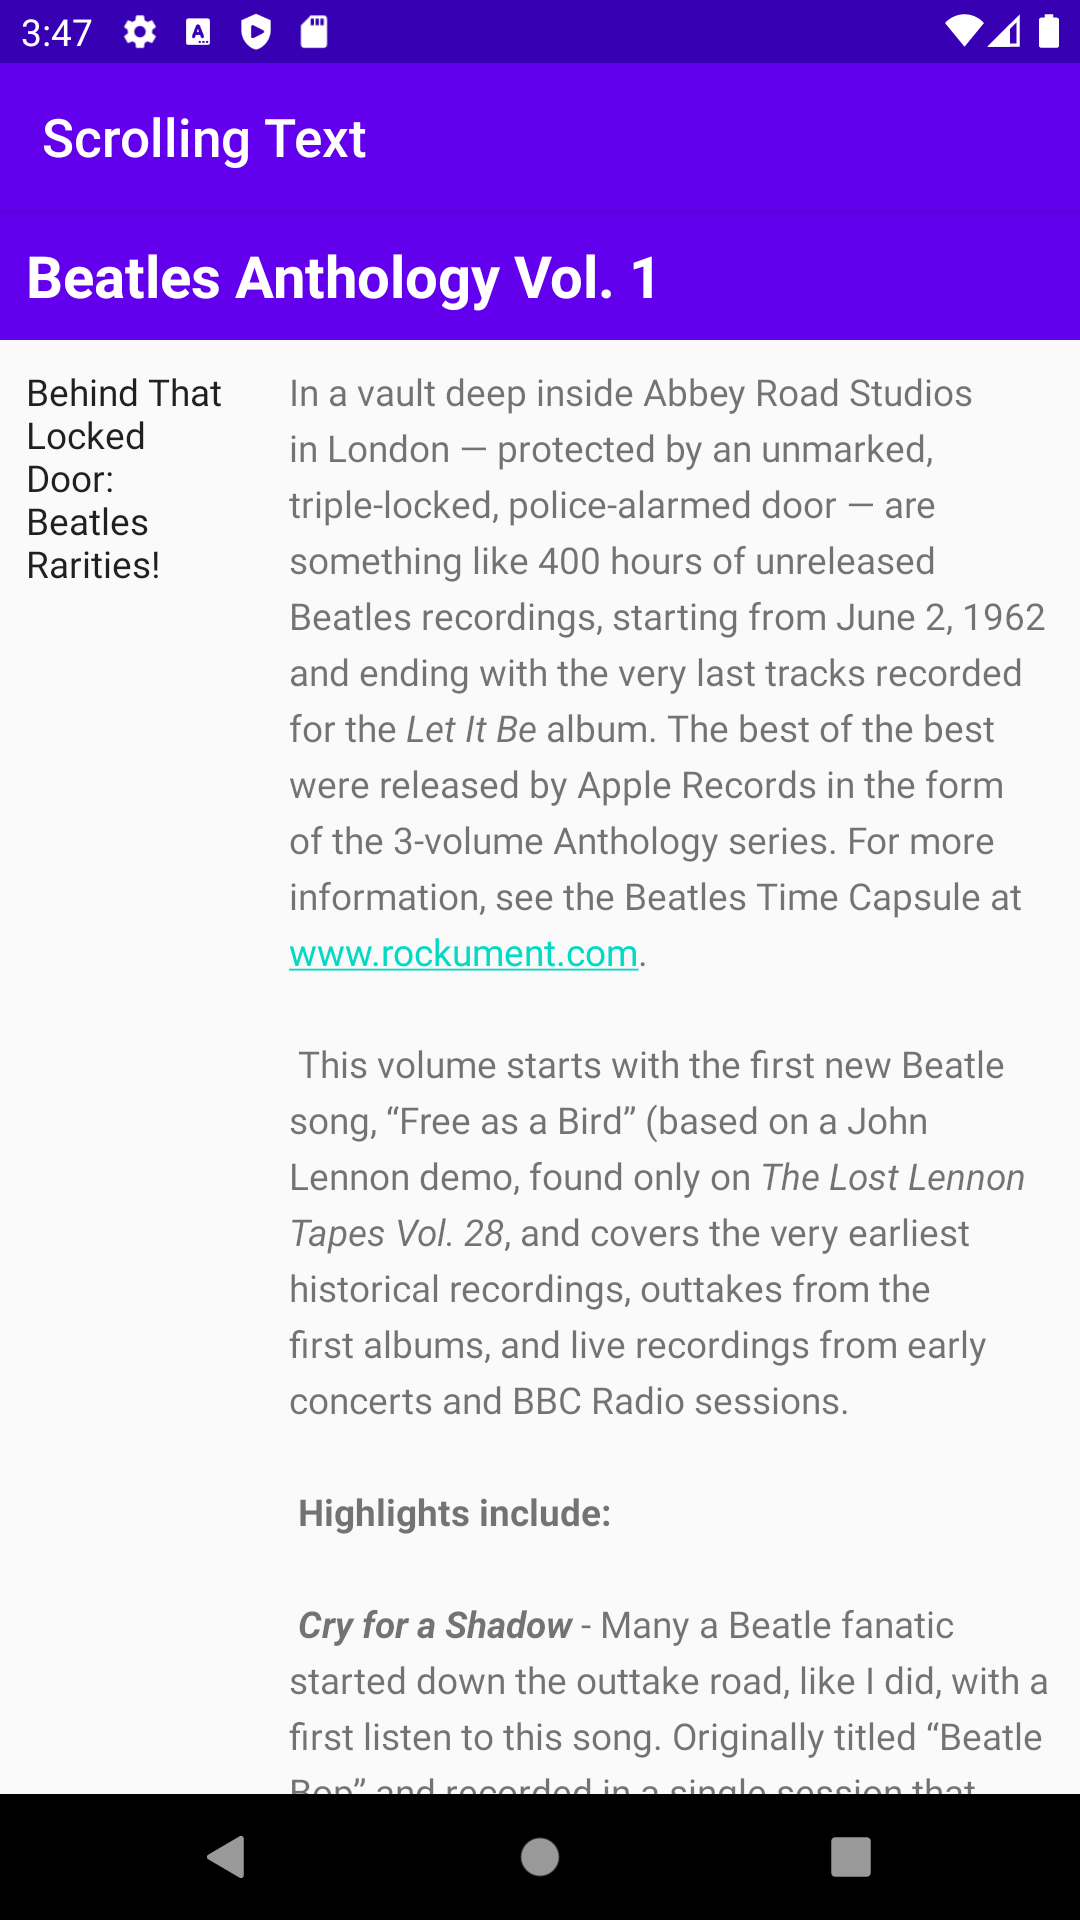 3:47
Scrolling Text
Beatles Anthology Vol. 1
Behind That
Locked
Door:
Beatles
Rarities!
In a vault deep inside Abbey Road Studios
in London — protected by an unmarked,
triple-locked, police-alarmed door — are
something like 400 hours of unreleased
Beatles recordings, starting from June 2, 1962
and ending with the very last tracks recorded
for the Let It Be album. The best of the best
were released by Apple Records in the form
of the 3-volume Anthology series. For more
information, see the Beatles Time Capsule at
www.rockument.com.
This volume starts with the first new Beatle
song, “Free as a Bird” (based on a John
Lennon demo, found only on The Lost Lennon
Tapes Vol. 28, and covers the very earliest
historical recordings, outtakes from the
first albums, and live recordings from early
concerts and BBC Radio sessions.
Highlights include:
Cry for a Shadow - Many a Beatle fanatic
started down the outtake road, like I did, with a
first listen to this song. Originally titled “Beatle
Bop” and recorded in a single session that